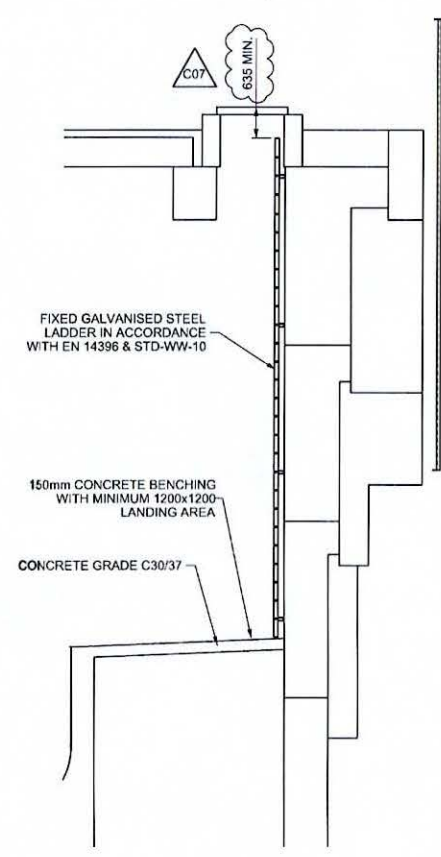 C07
635 MIN.
FIXED GALVANISED STEEL
LADDER IN ACCORDANCE
WITH EN 14396 & STD-WW-10
150mm CONCRETE BENCHING
WITH MINIMUM 1200x1200
LANDING AREA
CONCRETE GRADE C30/37